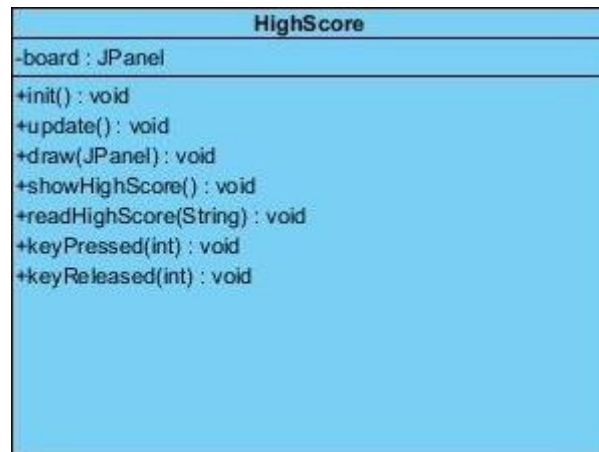 HighScore
-board : JPanel
+init() : void
+update() : void
+draw(JPanel) : void
+showHighScore() : void
+readHighScore(String) : void
+keyPressed(int) : void
+keyReleased(int) : void